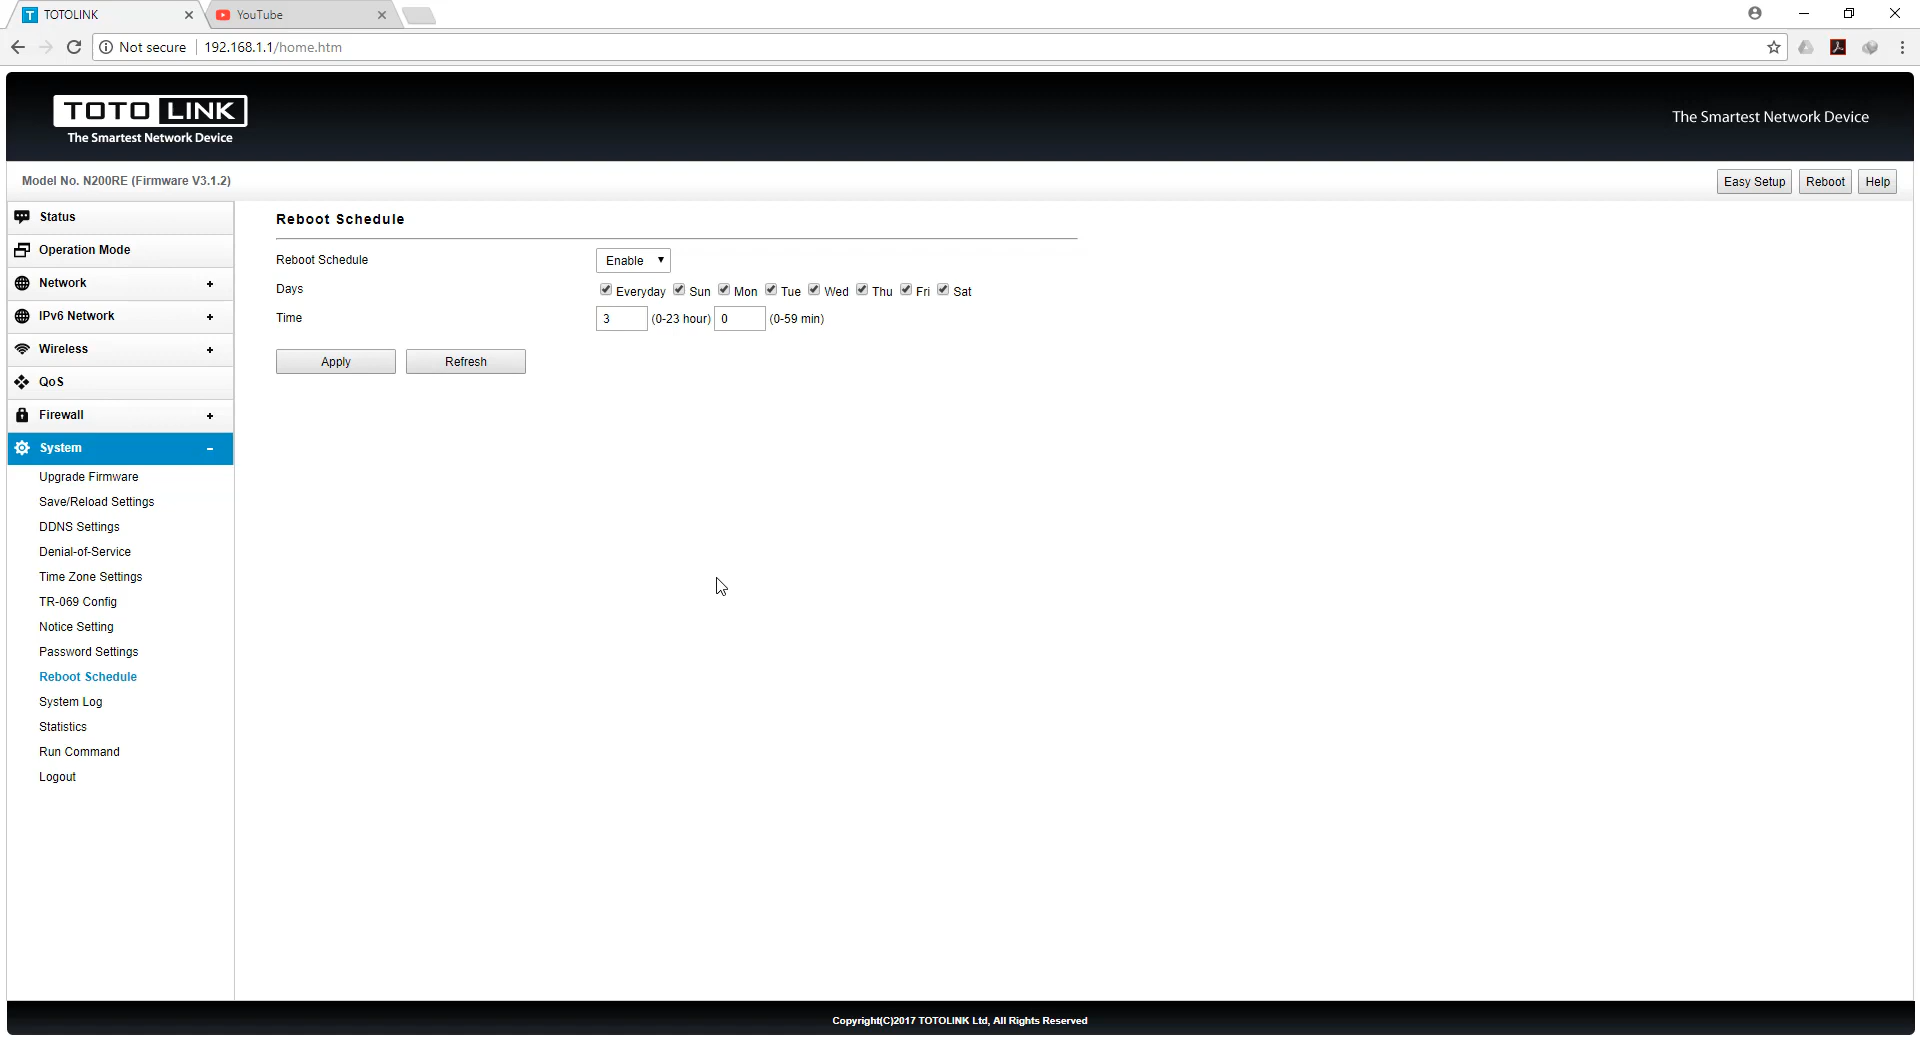 TOTOLINK
YouTube
Not secure 192.168.1.1/home.htm
TOTO LINK
The Smartest Network Device
The Smartest Network Device
Model No. N200RE (Firmware V3.1.2)
Easy Setup Reboot Help
Status
Operation Mode
Network +
IPv6 Network +
Wireless +
QoS
Firewall +
System -
Upgrade Firmware
Save/Reload Settings
DDNS Settings
Denial-of-Service
Time Zone Settings
TR-069 Config
Notice Setting
Password Settings
Reboot Schedule
System Log
Statistics
Run Command
Logout
Reboot Schedule
Reboot Schedule Enable
Days Everyday Sun Mon Tue Wed Thu Fri Sat
Time 3 (0-23 hour) 0 (0-59 min)
Apply Refresh
Copyright(C)2017 TOTOLINK Ltd, All Rights Reserved